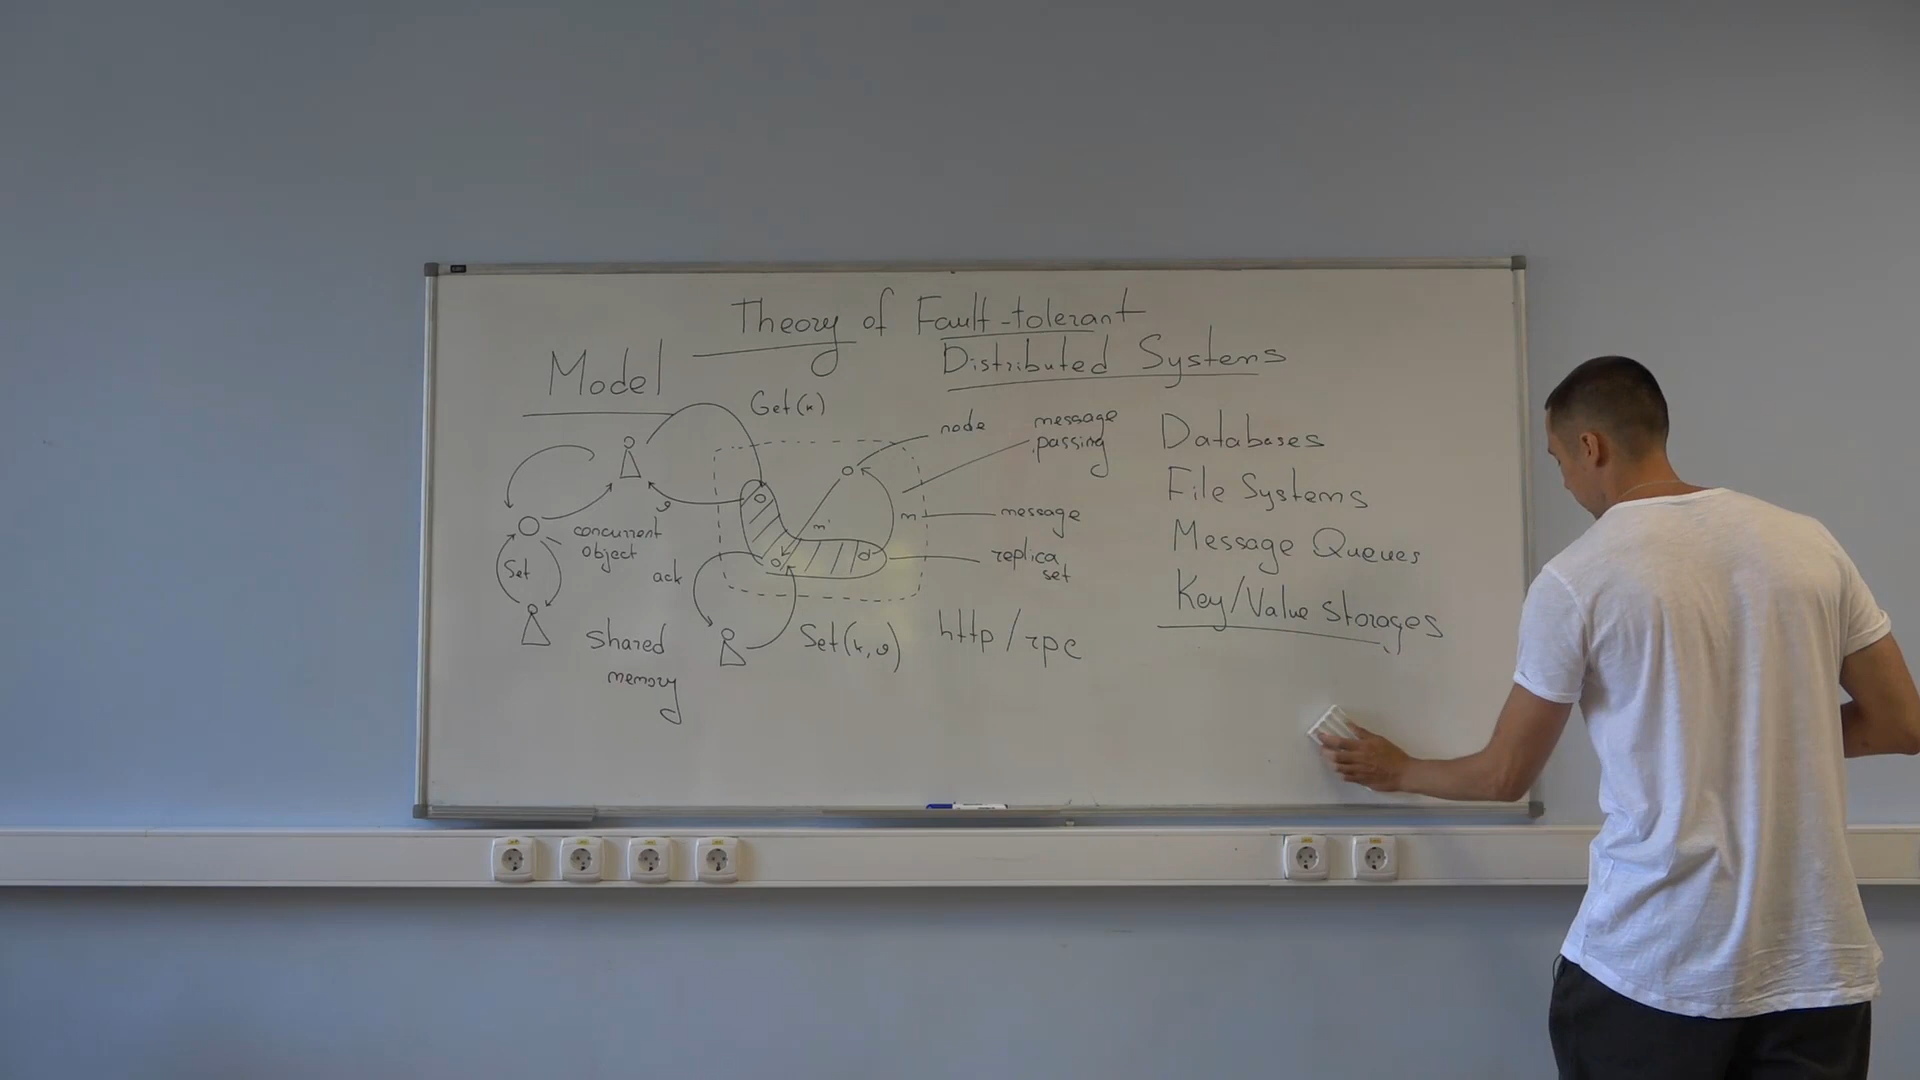 Theory of Fault-tolerant
Distributed Systems
Model
Get(k)
node
message
passing
Databases
File Systems
Message Queues
Key/Value storages
v
m'
m
message
concurrent
object
Set
ack
replica
set
shared
memory
Set(k,v)
http/rpc